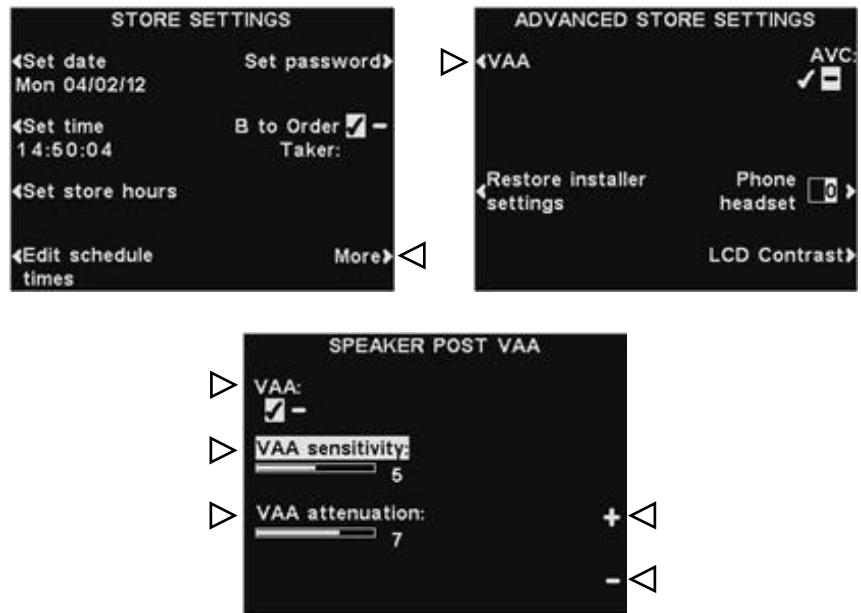 STORE SETTINGS
Set date
Mon 04/02/12
Set password
Set time
14:50:04
B to Order ✓ –
Taker:
Set store hours
Edit schedule
times
More
ADVANCED STORE SETTINGS
VAA
AVC:
✓ –
Restore installer
settings
Phone
headset 0
LCD Contrast
SPEAKER POST VAA
VAA:
✓ –
VAA sensitivity:
5
VAA attenuation:
7
+
–